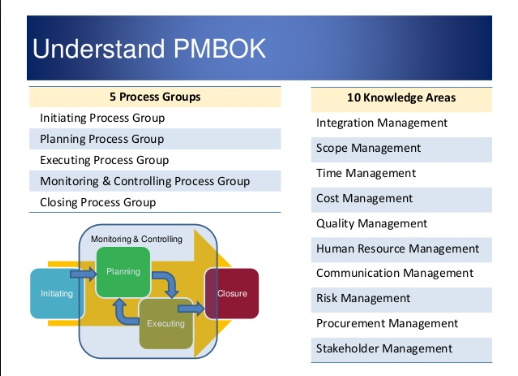 Understand PMBOK
5 Process Groups
Initiating Process Group
Planning Process Group
Executing Process Group
Monitoring & Controlling Process Group
Closing Process Group
Monitoring & Controlling
Planning
Initiating
Closure
Executing
10 Knowledge Areas
Integration Management
Scope Management
Time Management
Cost Management
Quality Management
Human Resource Management
Communication Management
Risk Management
Procurement Management
Stakeholder Management